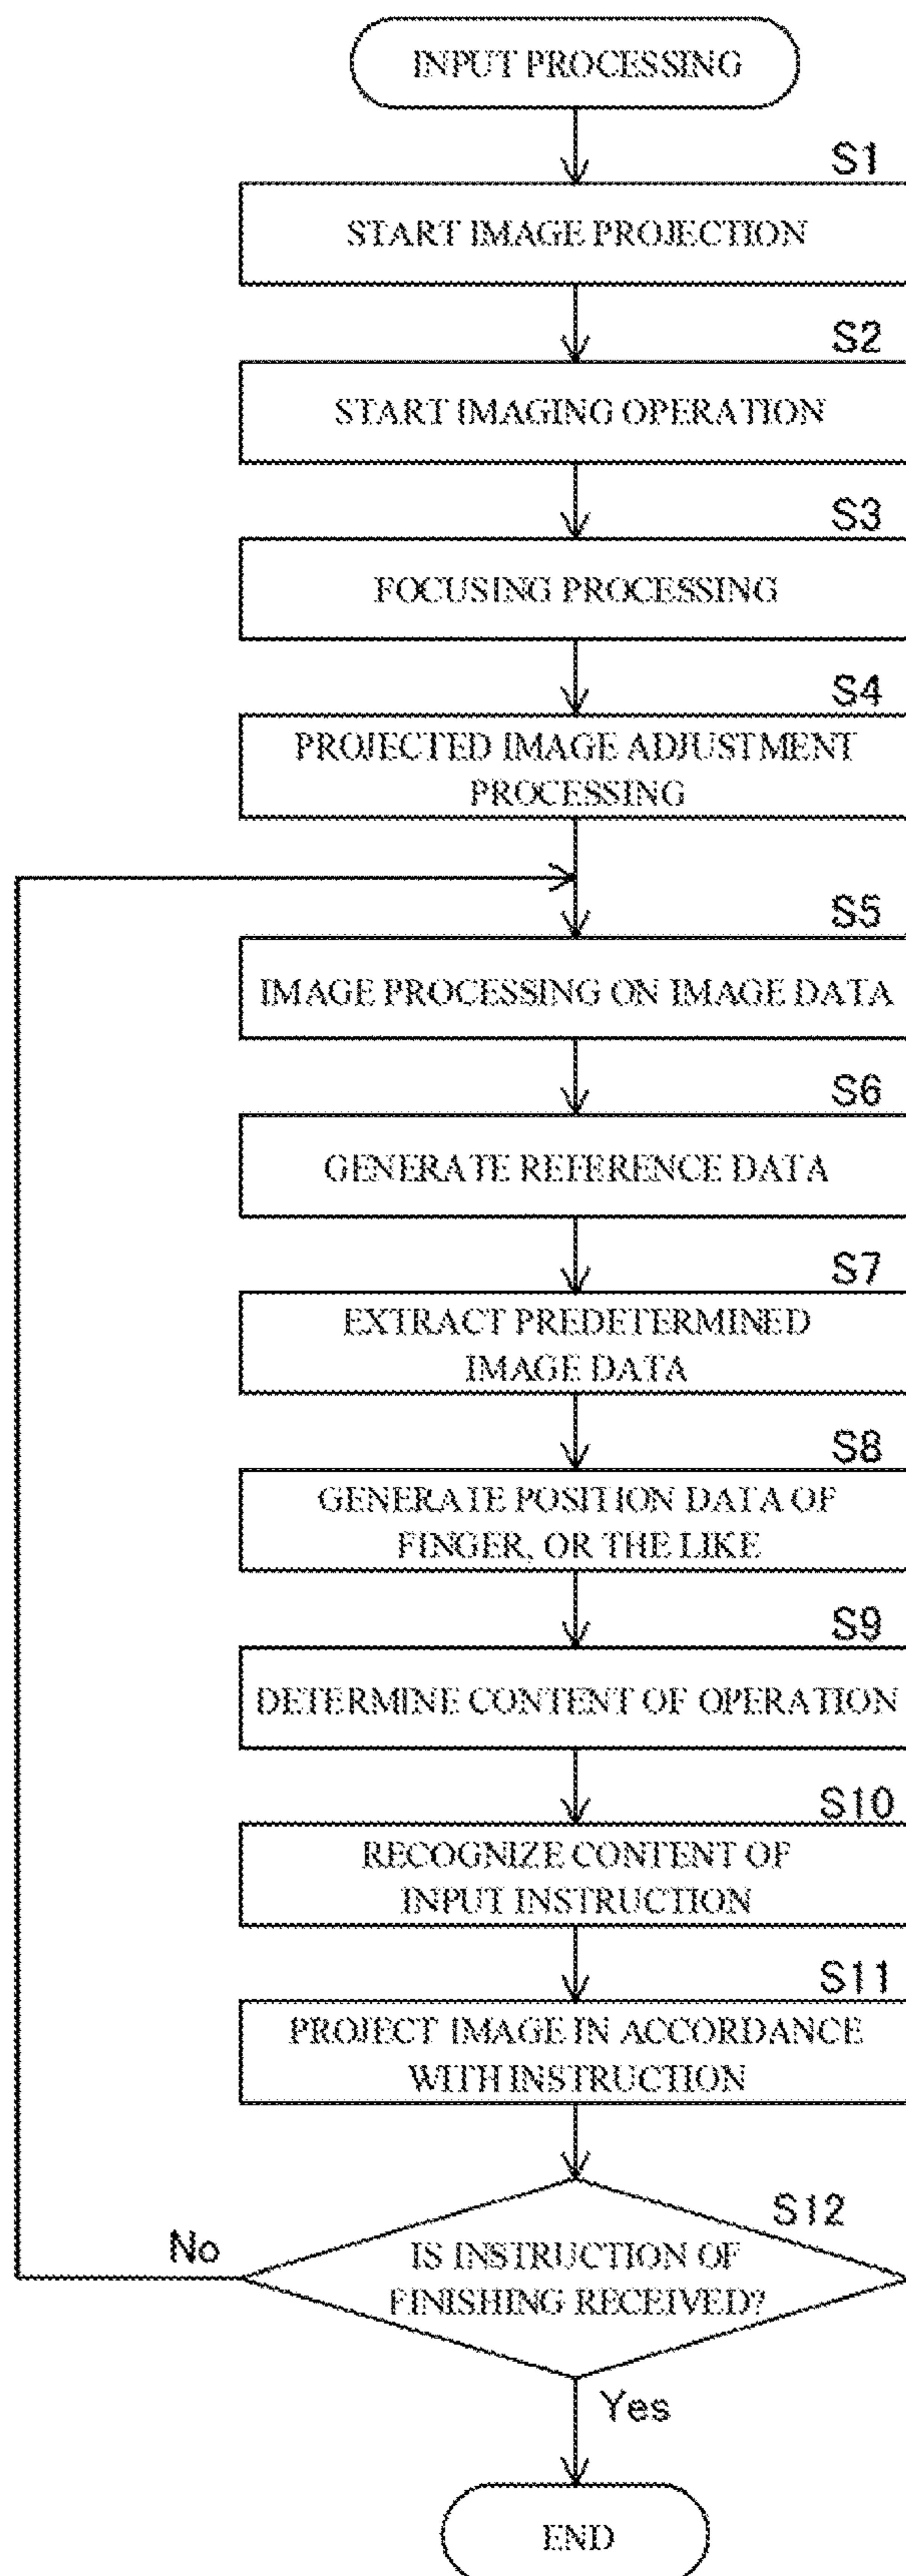 INPUT PROCESSING
S1
START IMAGE PROJECTION
S2
START IMAGING OPERATION
S3
FOCUSING PROCESSING
S4
PROJECTED IMAGE ADJUSTMENT
PROCESSING
S5
IMAGE PROCESSING ON IMAGE DATA
S6
GENERATE REFERENCE DATA
S7
EXTRACT PREDETERMINED
IMAGE DATA
S8
GENERATE POSITION DATA OF
FINGER, OR THE LIKE
S9
DETERMINE CONTENT OF OPERATION
S10
RECOGNIZE CONTENT OF
INPUT INSTRUCTION
S11
PROJECT IMAGE IN ACCORDANCE
WITH INSTRUCTION
S12
No
IS INSTRUCTION OF
FINISHING RECEIVED?
Yes
END